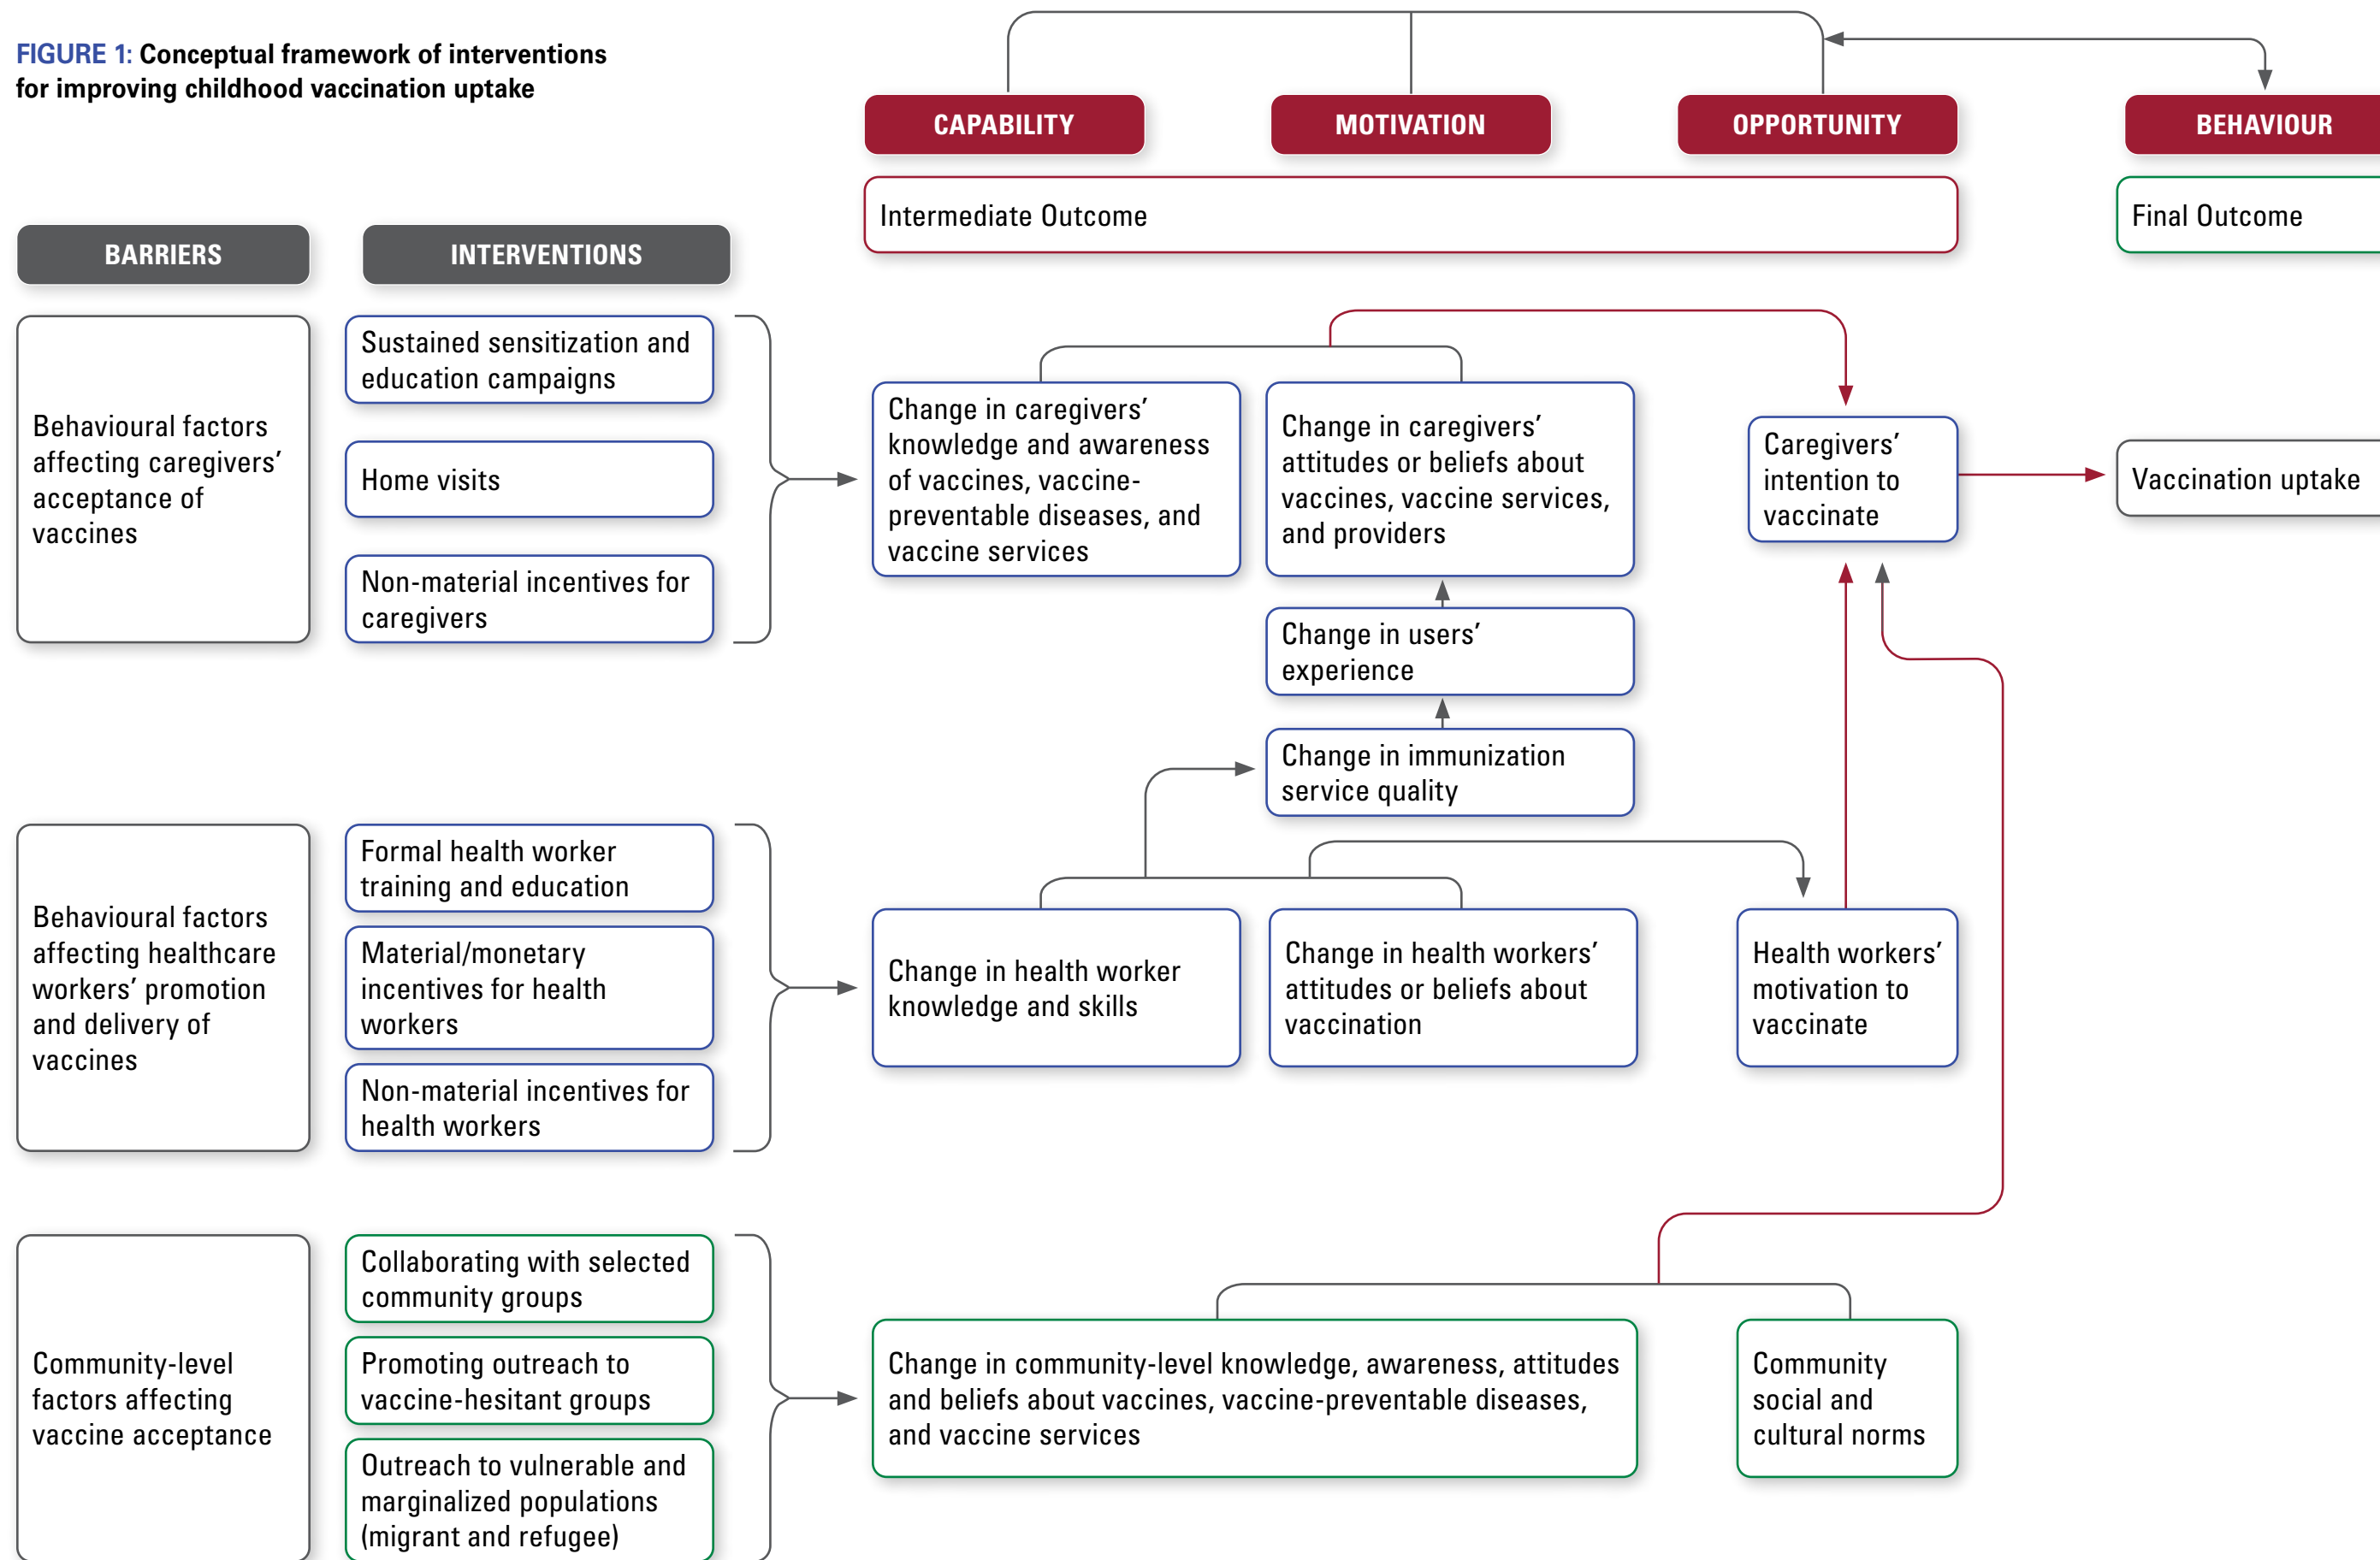 FIGURE 1: Conceptual framework of interventions
for improving childhood vaccination uptake
CAPABILITY
MOTIVATION
OPPORTUNITY
BEHAVIOUR
Intermediate Outcome
Final Outcome
BARRIERS
INTERVENTIONS
Behavioural factors
affecting caregivers’
acceptance of
vaccines
Sustained sensitization and
education campaigns
Home visits
Non-material incentives for
caregivers
Change in caregivers’
knowledge and awareness
of vaccines, vaccine-
preventable diseases, and
vaccine services
Change in caregivers’
attitudes or beliefs about
vaccines, vaccine services,
and providers
Caregivers’
intention to
vaccinate
Vaccination uptake
Change in users’
experience
Change in immunization
service quality
Behavioural factors
affecting healthcare
workers’ promotion
and delivery of
vaccines
Formal health worker
training and education
Material/monetary
incentives for health
workers
Non-material incentives for
health workers
Change in health worker
knowledge and skills
Change in health workers’
attitudes or beliefs about
vaccination
Health workers’
motivation to
vaccinate
Community-level
factors affecting
vaccine acceptance
Collaborating with selected
community groups
Promoting outreach to
vaccine-hesitant groups
Outreach to vulnerable and
marginalized populations
(migrant and refugee)
Change in community-level knowledge, awareness, attitudes
and beliefs about vaccines, vaccine-preventable diseases,
and vaccine services
Community
social and
cultural norms